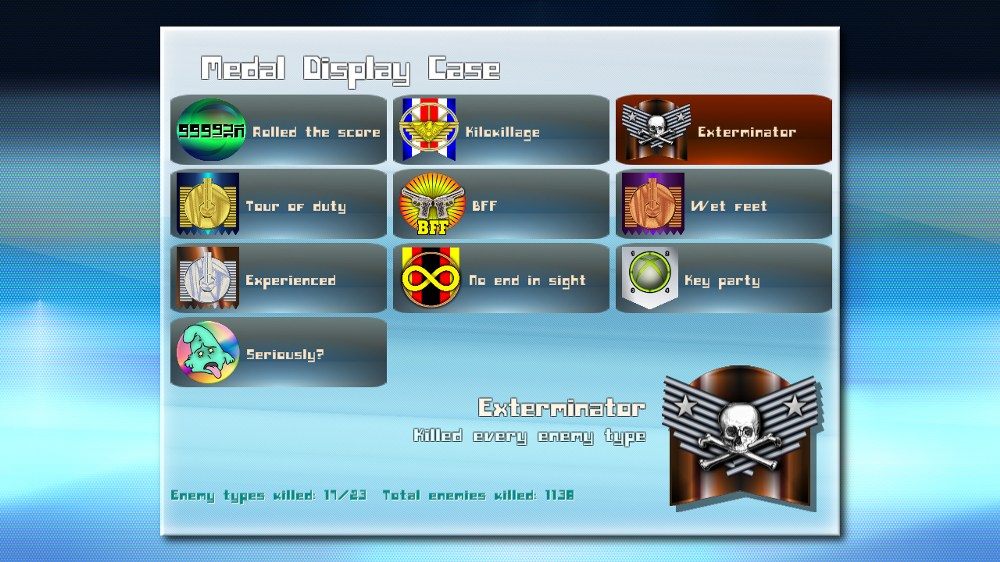 Medal Display Case
Rolled the score
Kilokillage
Exterminator
Tour of duty
BFF
BFF
Wet feet
Experienced
No end in sight
Key party
Seriously?
Exterminator
Killed every enemy type
Enemy types killed: 17/23 Total enemies killed: 1138